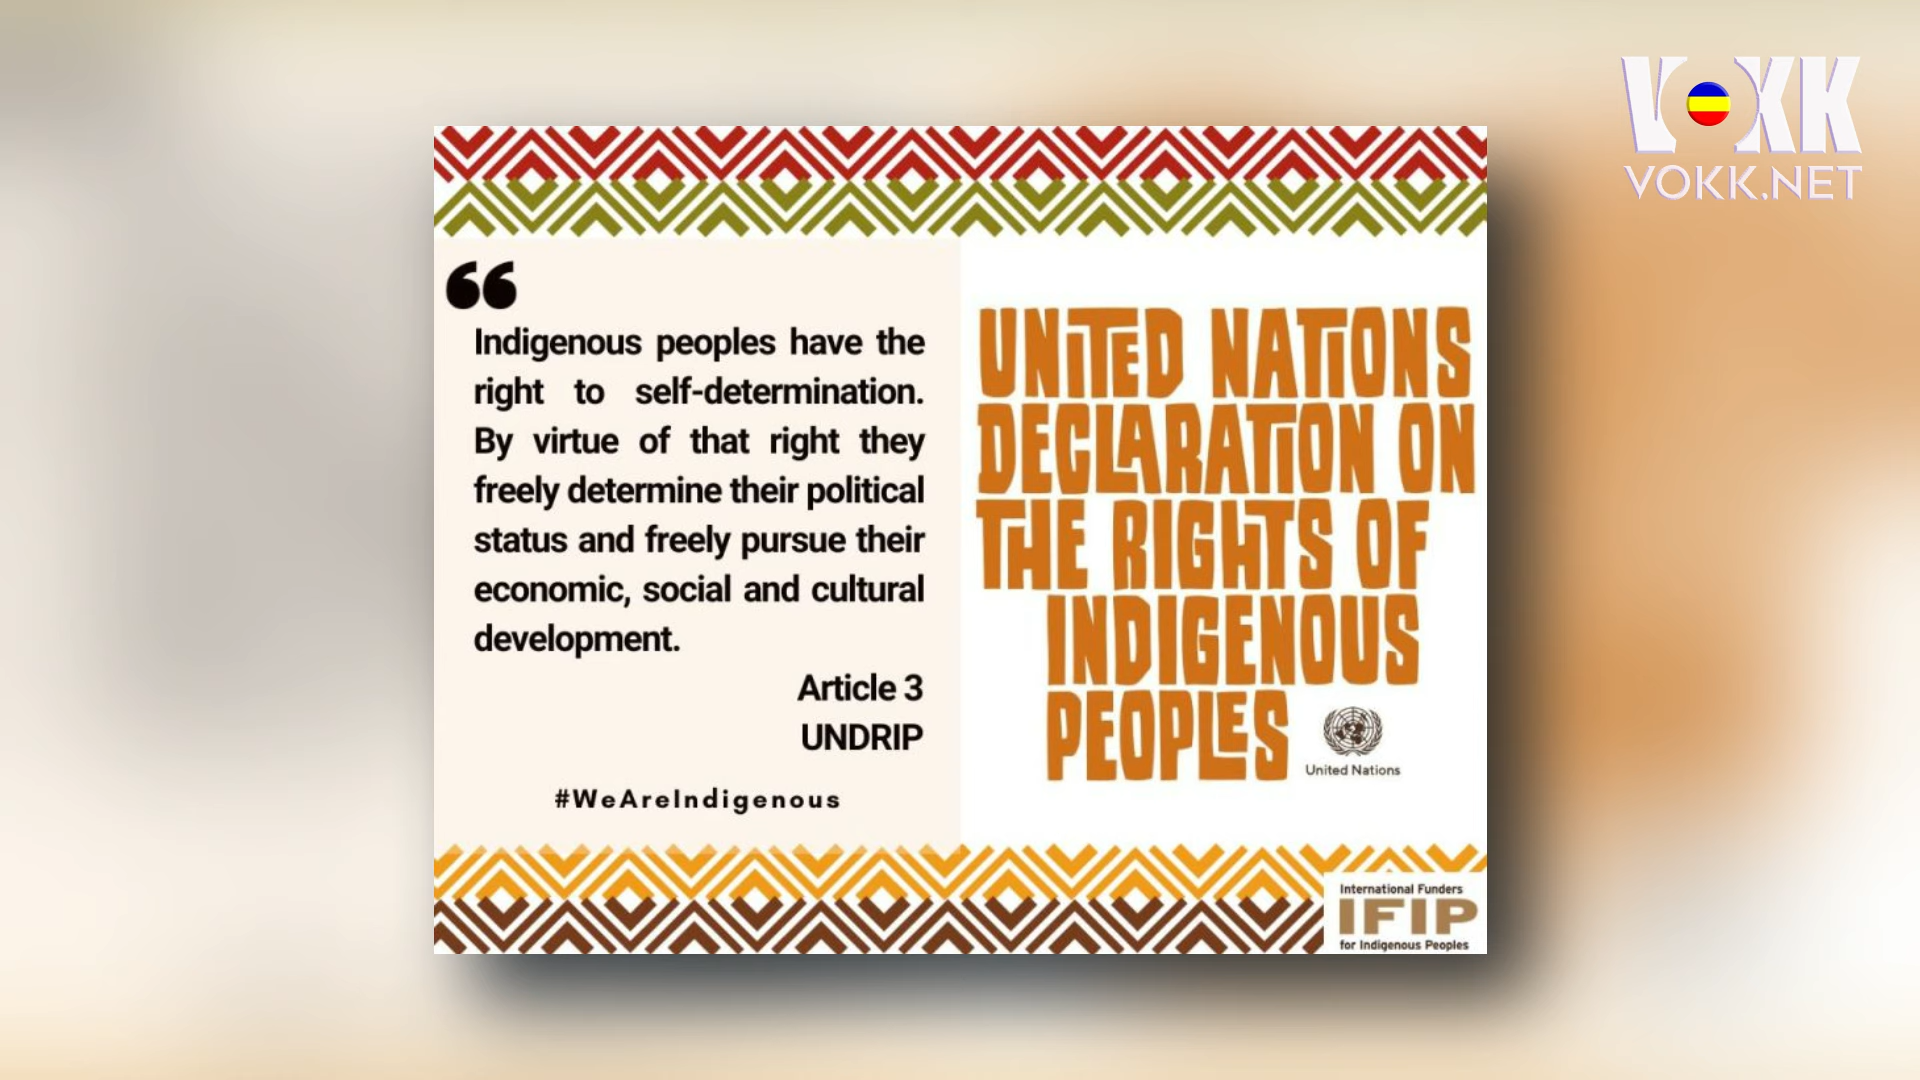 VOKK
VOKK.NET
“
Indigenous peoples have the
right to self-determination.
By virtue of that right they
freely determine their political
status and freely pursue their
economic, social and cultural
development.
Article 3
UNDRIP
#WeAreIndigenous
UNITED NATIONS
DECLARATION ON
THE RIGHTS OF
INDIGENOUS
PEOPLES
United Nations
International Funders
IFIP
for Indigenous Peoples